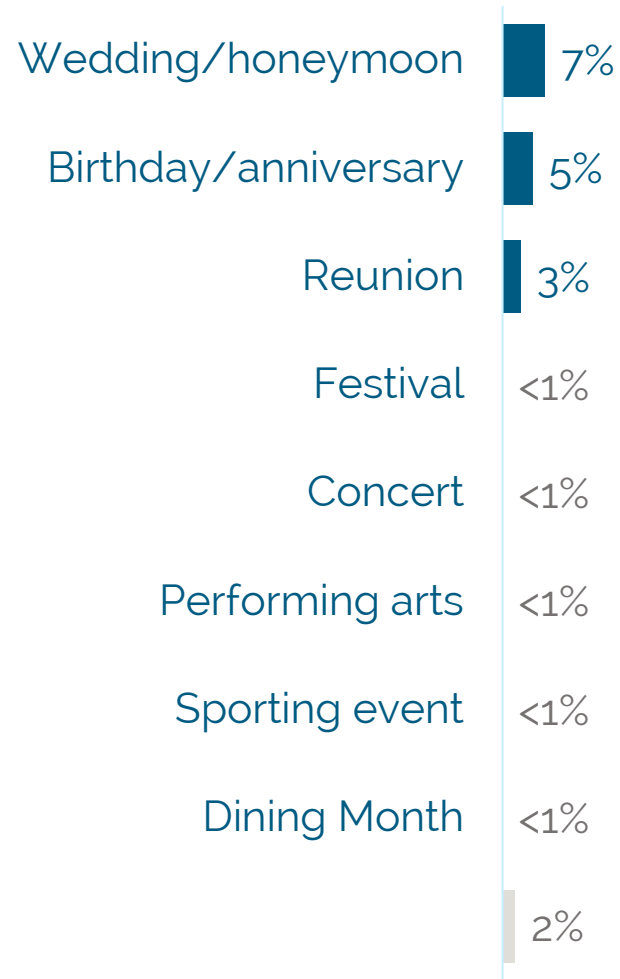 Wedding/honeymoon 7%
Birthday/anniversary 5%
Reunion 3%
Festival <1%
Concert <1%
Performing arts <1%
Sporting event <1%
Dining Month <1%
2%